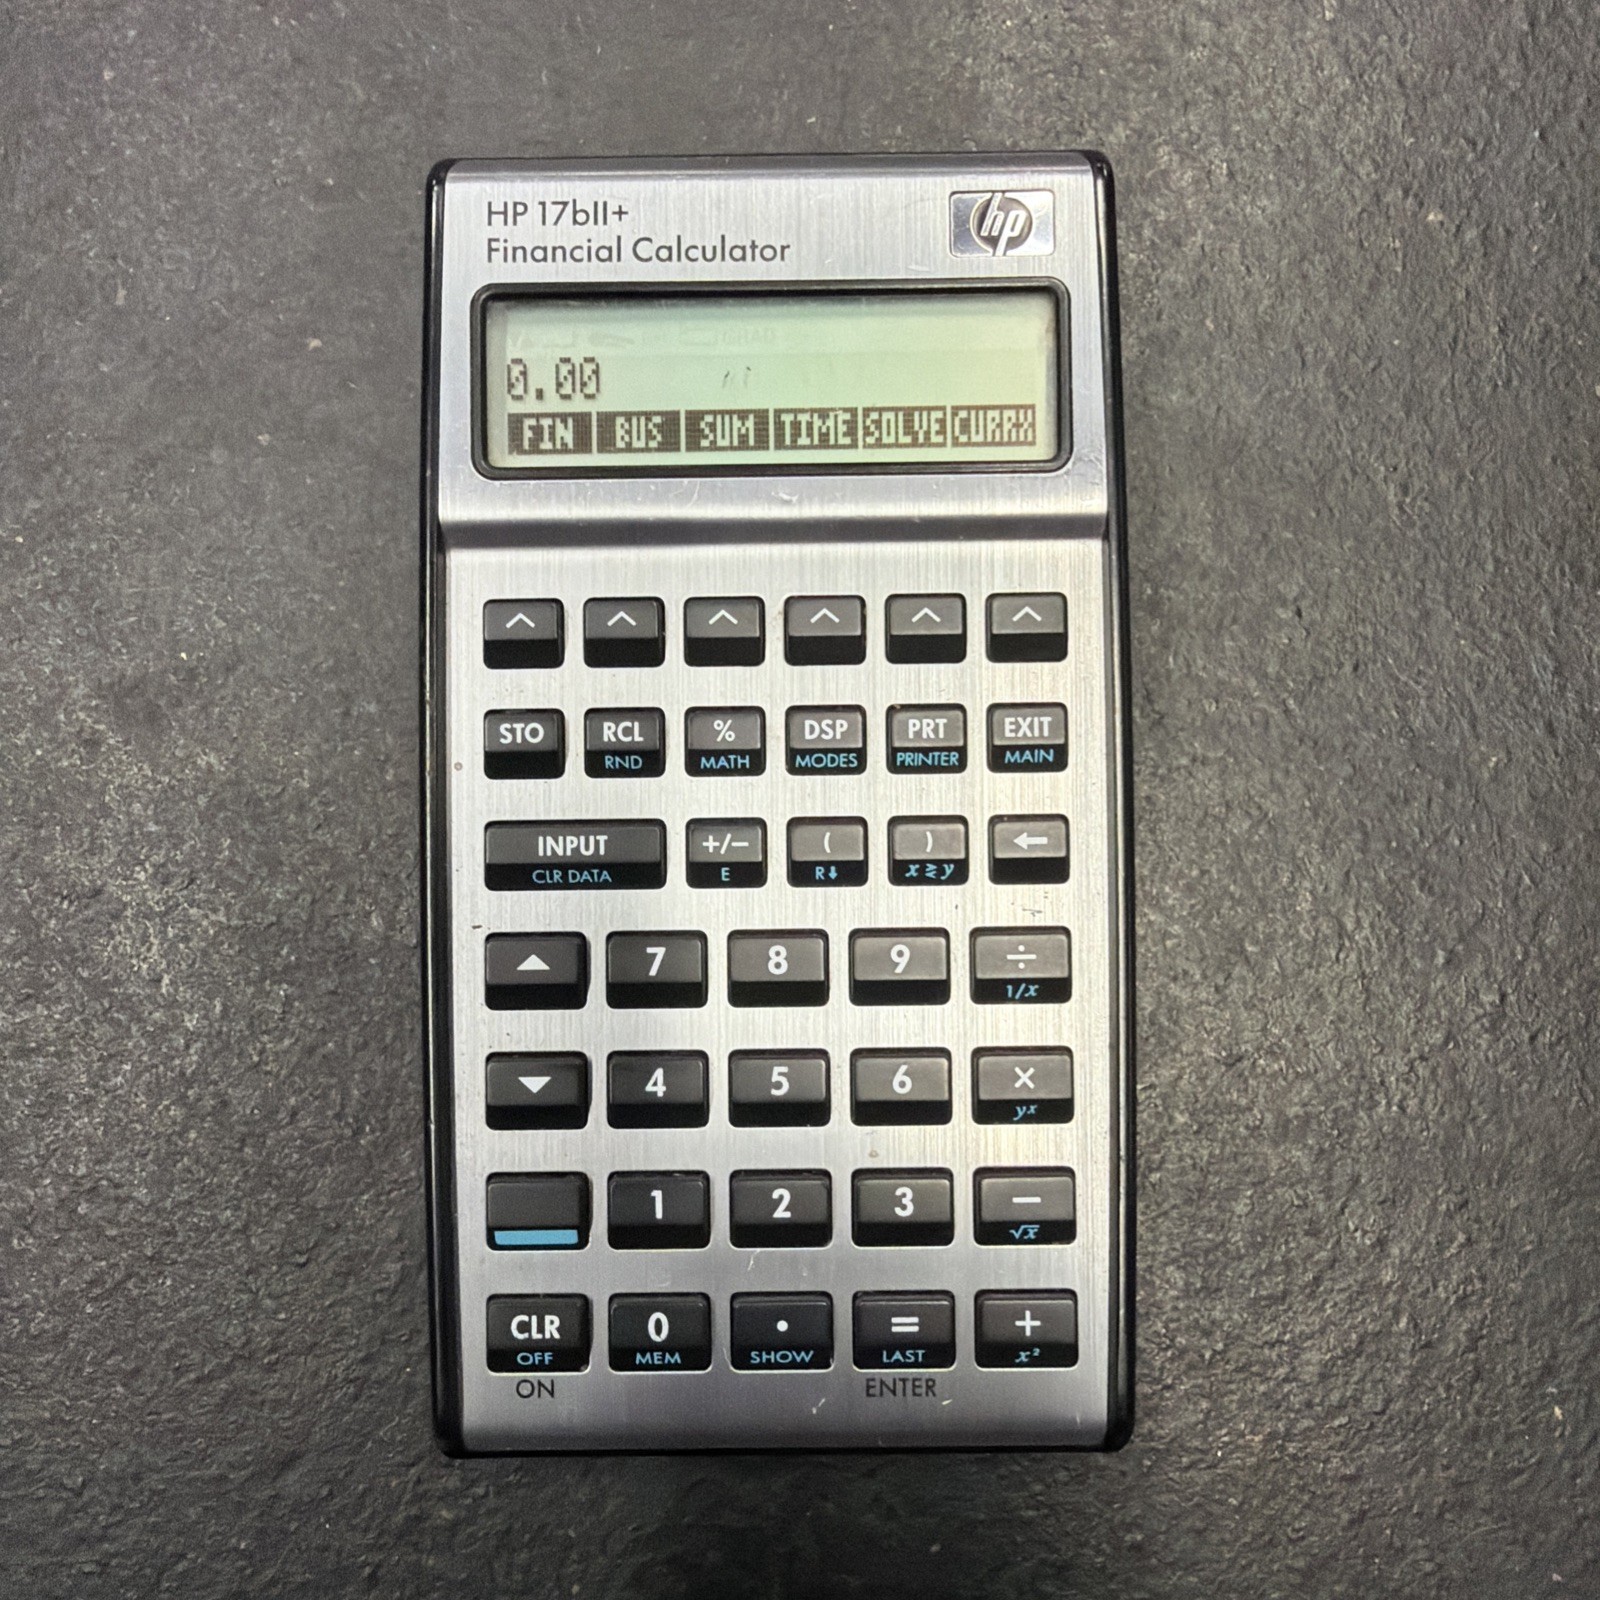 HP 17bII+
Financial Calculator
hp
0.00
FIN BUS SUM TIME SOLVE CURRX
STO RCL % DSP PRT EXIT
RND MATH MODES PRINTER MAIN
INPUT +/− ( ) ←
CLR DATA E R⬇ x≷y
▲ 7 8 9 ÷
1/x
▼ 4 5 6 ×
yˣ
1 2 3 −
√x
CLR 0 • = +
OFF MEM SHOW LAST x²
ON ENTER